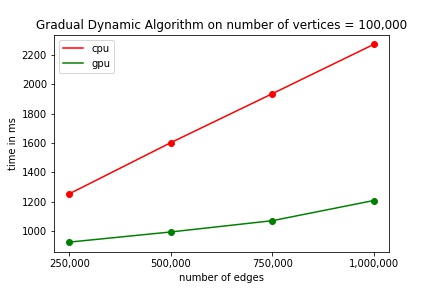 Gradual Dynamic Algorithm on number of vertices = 100,000
cpu
gpu
time in ms
2200
2000
1800
1600
1400
1200
1000
250,000
500,000
750,000
1,000,000
number of edges